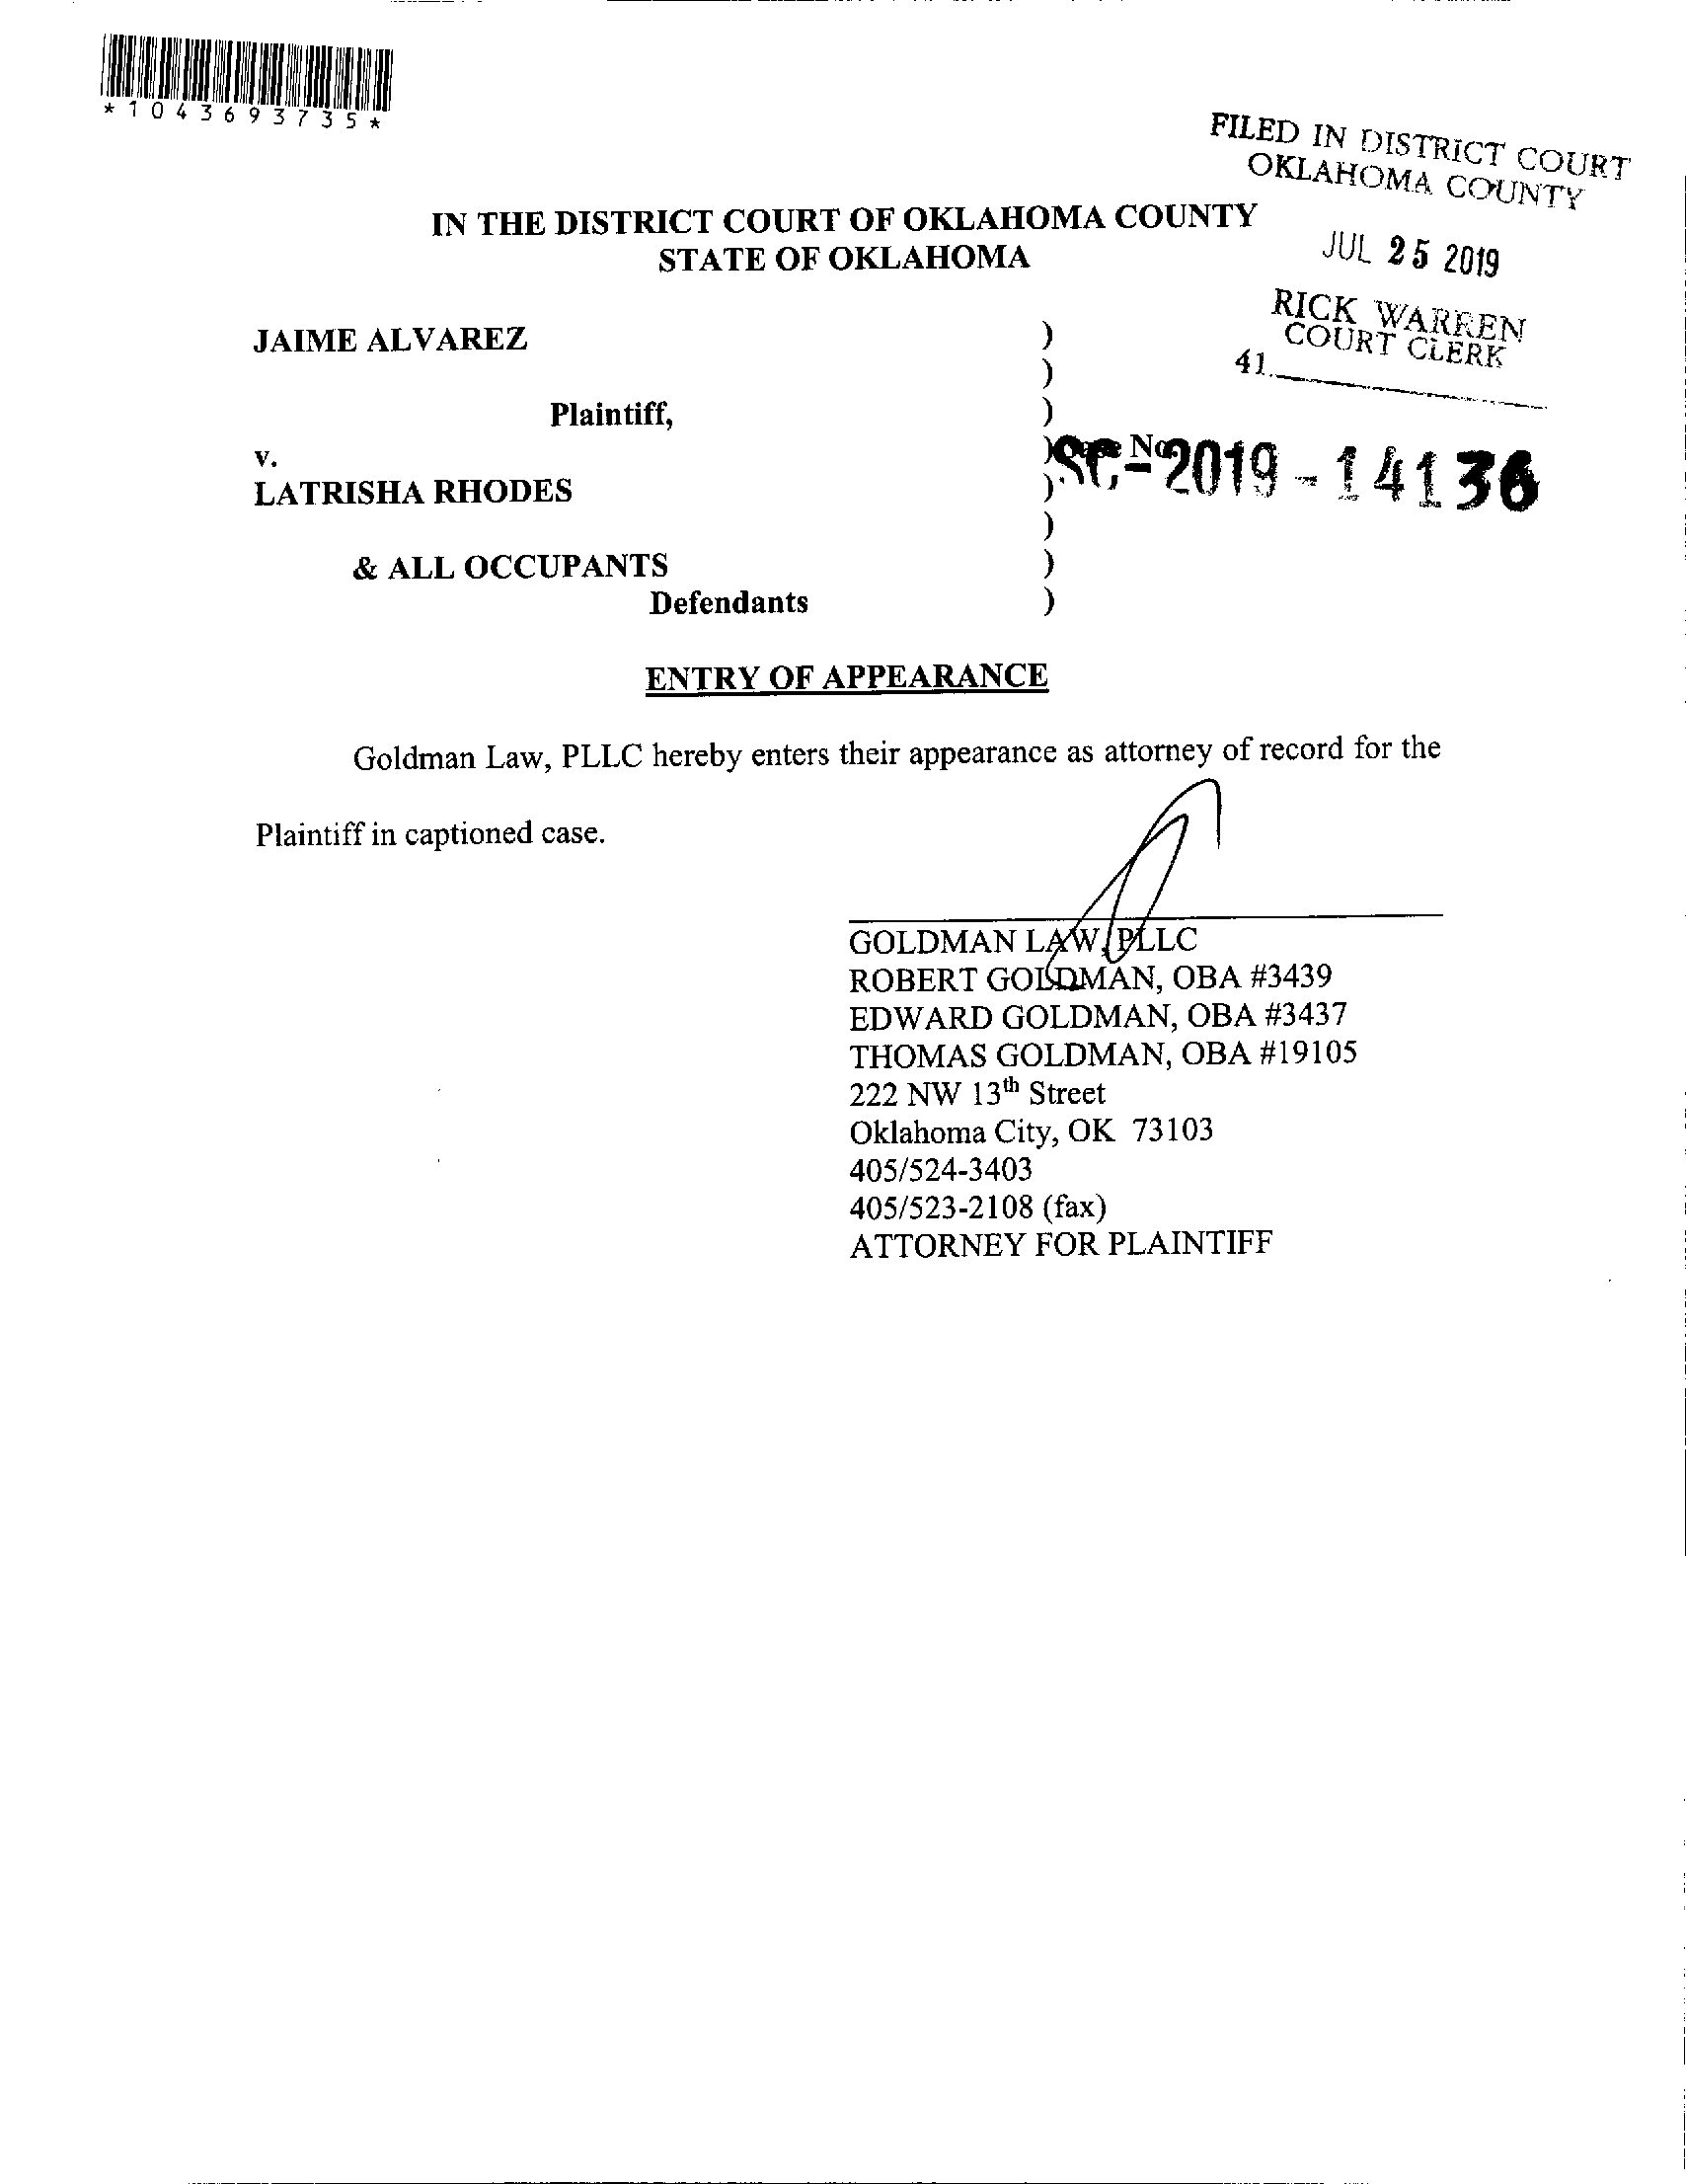 *1043693735*
FILED IN DISTRICT COURT
OKLAHOMA COUNTY
IN THE DISTRICT COURT OF OKLAHOMA COUNTY
STATE OF OKLAHOMA
JUL 25 2019
RICK WARREN
COURT CLERK
41
JAIME ALVAREZ )
)
Plaintiff, )
v. ) No
SC-2019-14136
LATRISHA RHODES )
)
& ALL OCCUPANTS )
Defendants )
ENTRY OF APPEARANCE
Goldman Law, PLLC hereby enters their appearance as attorney of record for the
Plaintiff in captioned case.
GOLDMAN LAW, PLLC
ROBERT GOLDMAN, OBA #3439
EDWARD GOLDMAN, OBA #3437
THOMAS GOLDMAN, OBA #19105
222 NW 13th Street
Oklahoma City, OK 73103
405/524-3403
405/523-2108 (fax)
ATTORNEY FOR PLAINTIFF